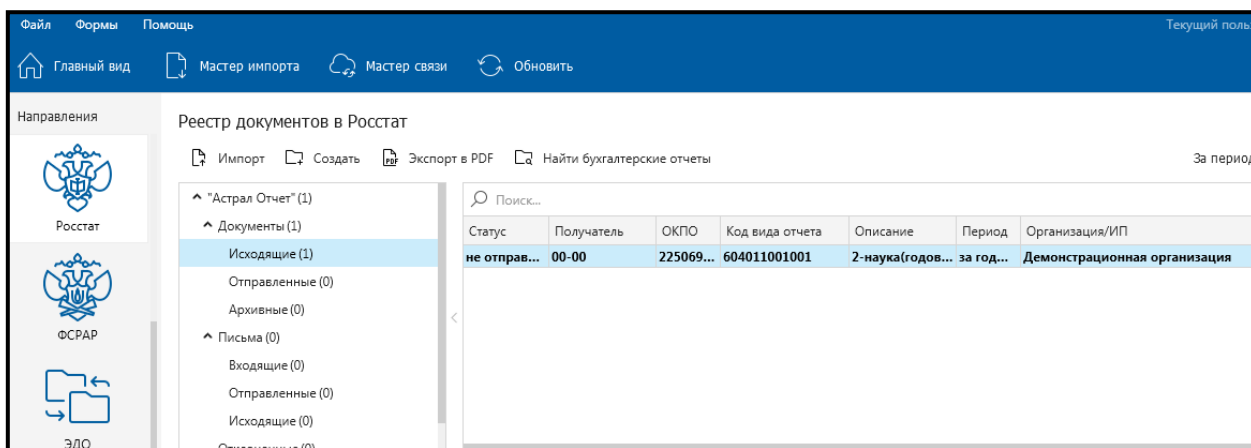 Файл Формы Помощь Текущий поль
Главный вид Мастер импорта Мастер связи Обновить
Направления
Реестр документов в Росстат
Импорт Создать Экспорт в PDF Найти бухгалтерские отчеты За период
Росстат
ФСРАР
ЭДО
"Астрал Отчет" (1)
Документы (1)
Исходящие (1)
Отправленные (0)
Архивные (0)
Письма (0)
Входящие (0)
Отправленные (0)
Исходящие (0)
Поиск...
Статус Получатель ОКПО Код вида отчета Описание Период Организация/ИП
не отправ... 00-00 225069... 604011001001 2-наука(годов... за год... Демонстрационная организация